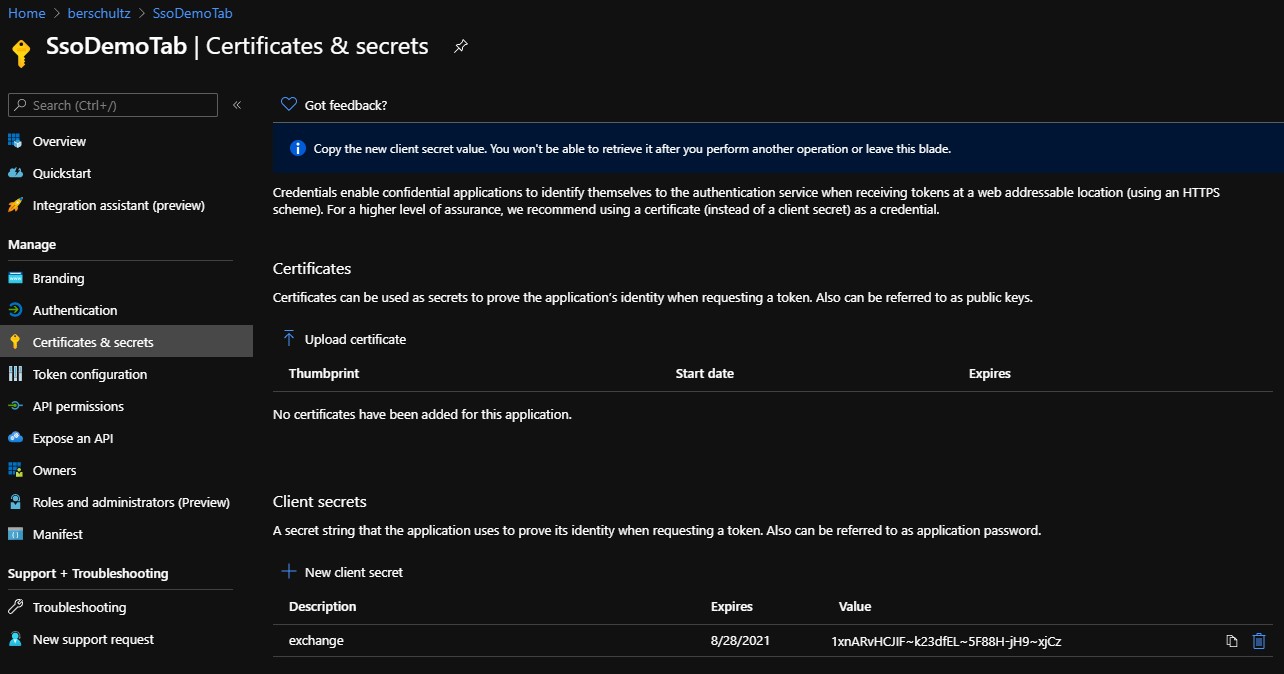 Home > berschultz > SsoDemoTab
SsoDemoTab | Certificates & secrets
Search (Ctrl+/)
«
Overview
Quickstart
Integration assistant (preview)
Manage
Branding
Authentication
Certificates & secrets
Token configuration
API permissions
Expose an API
Owners
Roles and administrators (Preview)
Manifest
Support + Troubleshooting
Troubleshooting
New support request
Got feedback?
Copy the new client secret value. You won't be able to retrieve it after you perform another operation or leave this blade.
Credentials enable confidential applications to identify themselves to the authentication service when receiving tokens at a web addressable location (using an HTTPS
scheme). For a higher level of assurance, we recommend using a certificate (instead of a client secret) as a credential.
Certificates
Certificates can be used as secrets to prove the application's identity when requesting a token. Also can be referred to as public keys.
Upload certificate
Thumbprint Start date Expires
No certificates have been added for this application.
Client secrets
A secret string that the application uses to prove its identity when requesting a token. Also can be referred to as application password.
New client secret
Description Expires Value
exchange 8/28/2021 1xnARvHCJIF~k23dfEL~5F88H-jH9~xjCz